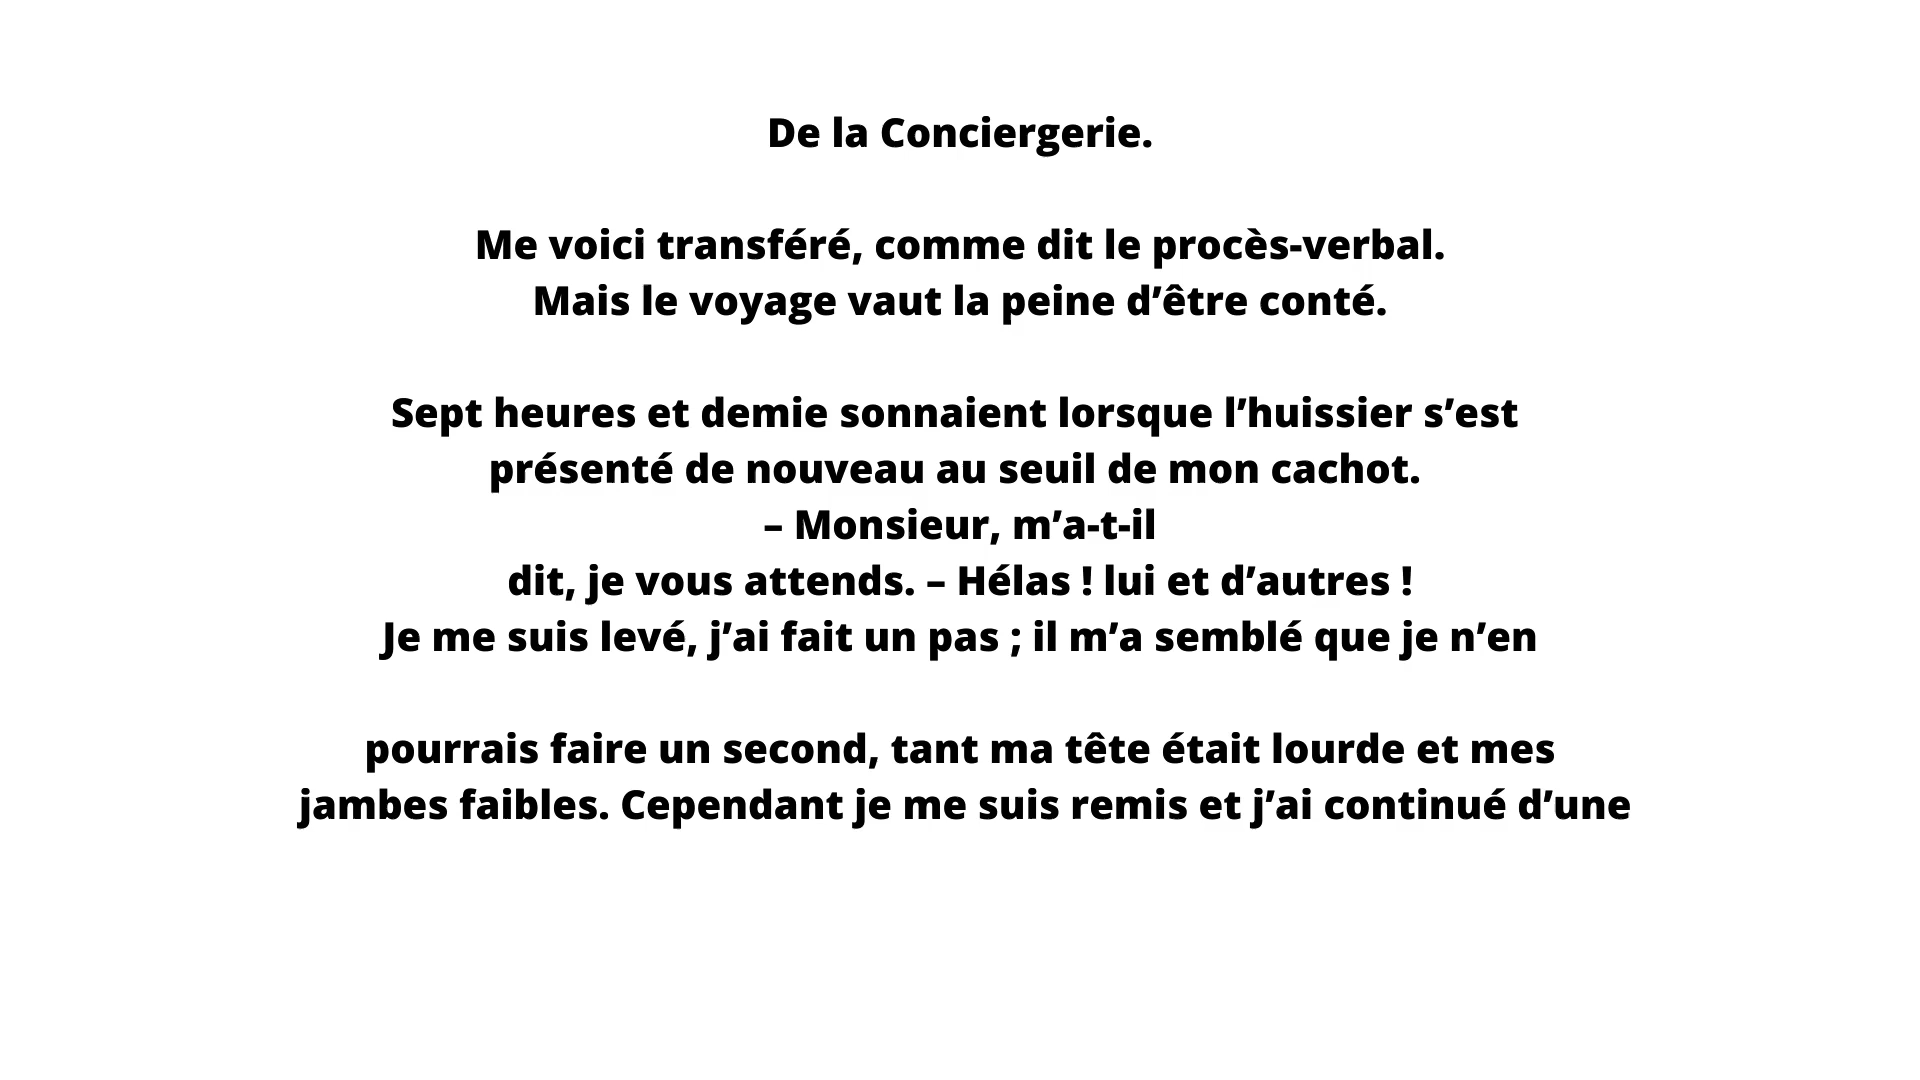 De la Conciergerie.
Me voici transféré, comme dit le procès-verbal.
Mais le voyage vaut la peine d’être conté.
Sept heures et demie sonnaient lorsque l’huissier s’est
présenté de nouveau au seuil de mon cachot.
– Monsieur, m’a-t-il
dit, je vous attends. – Hélas ! lui et d’autres !
Je me suis levé, j’ai fait un pas ; il m’a semblé que je n’en
pourrais faire un second, tant ma tête était lourde et mes
jambes faibles. Cependant je me suis remis et j’ai continué d’une